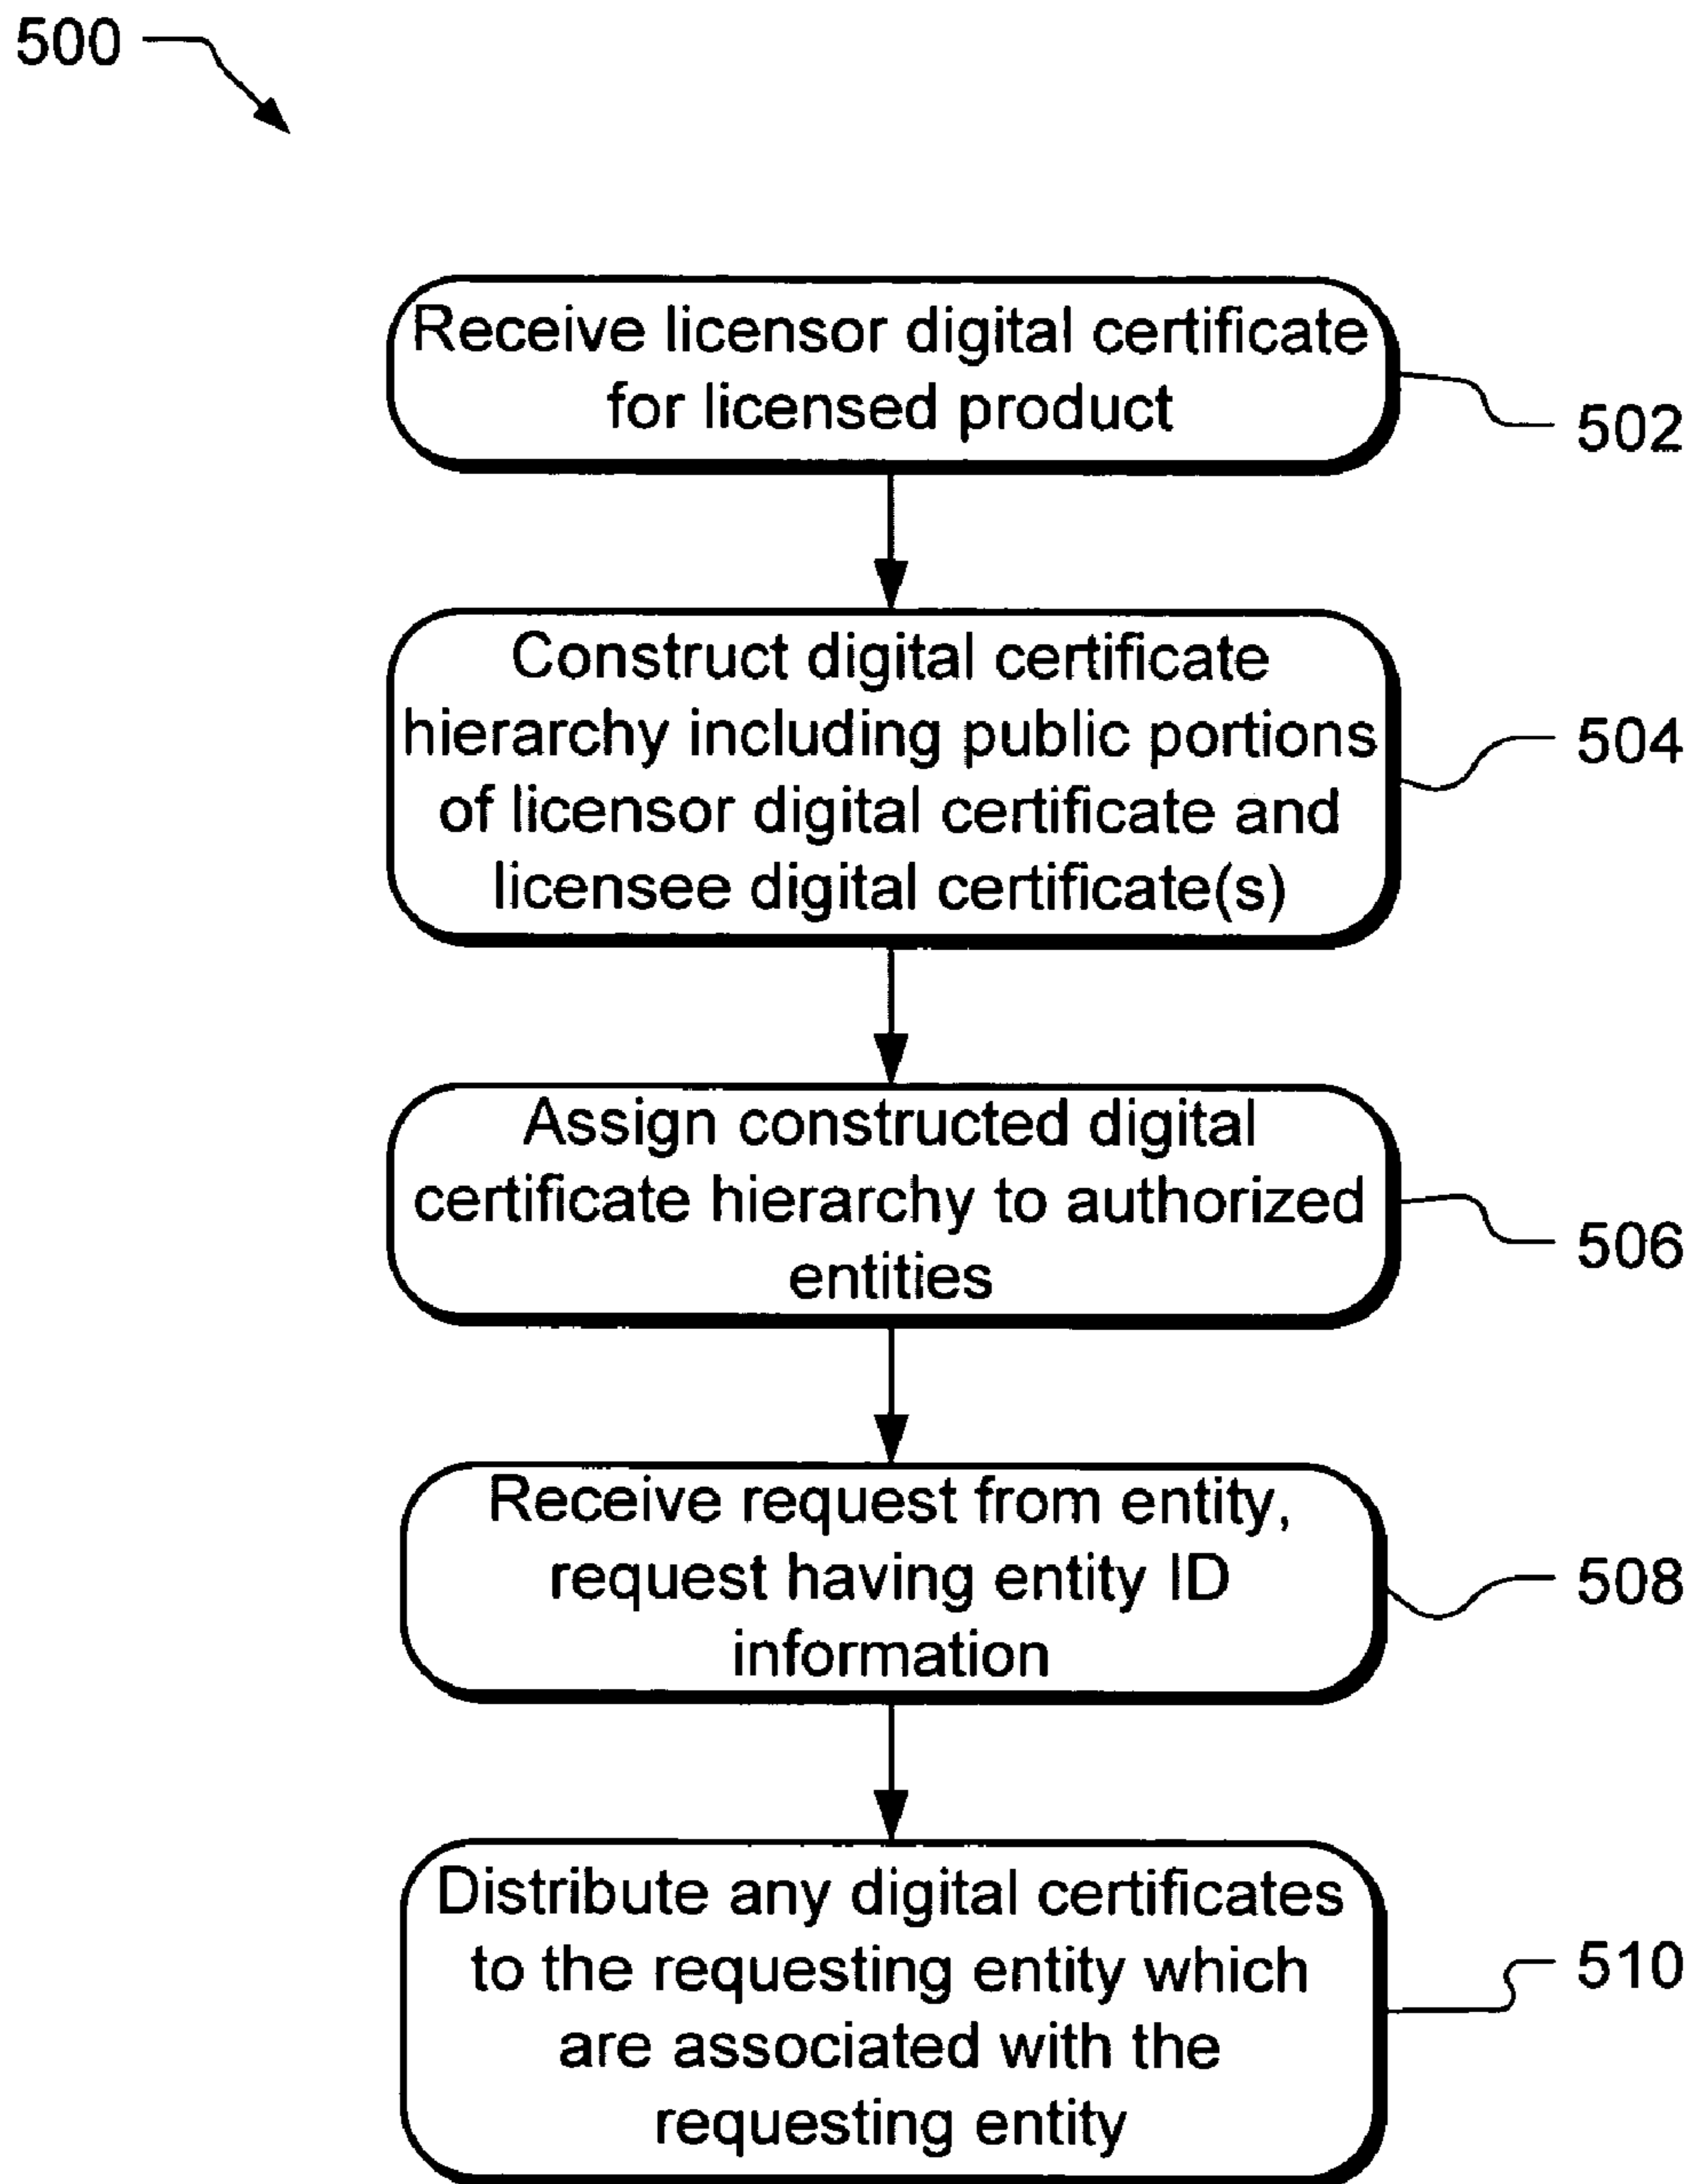 500
Receive licensor digital certificate
for licensed product
502
Construct digital certificate
hierarchy including public portions
of licensor digital certificate and
licensee digital certificate(s)
504
Assign constructed digital
certificate hierarchy to authorized
entities
506
Receive request from entity,
request having entity ID
information
508
Distribute any digital certificates
to the requesting entity which
are associated with the
requesting entity
510